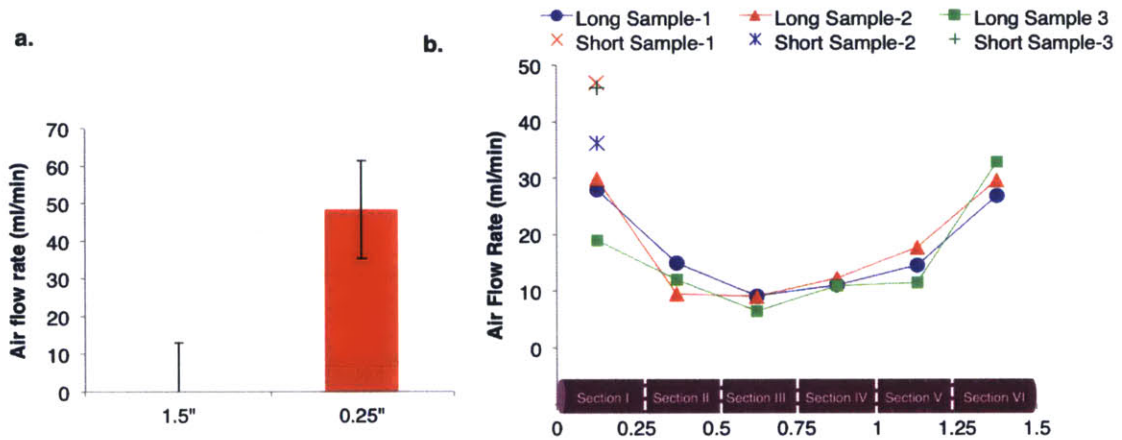 a.
Air flow rate (ml/min)
70
60
50
40
30
20
10
0
1.5"
0.25"
b.
Long Sample-1
Long Sample-2
Long Sample 3
Short Sample-1
Short Sample-2
Short Sample-3
Air Flow Rate (ml/min)
50
40
30
20
10
0
Section I
Section II
Section III
Section IV
Section V
Section VI
0
0.25
0.5
0.75
1
1.25
1.5